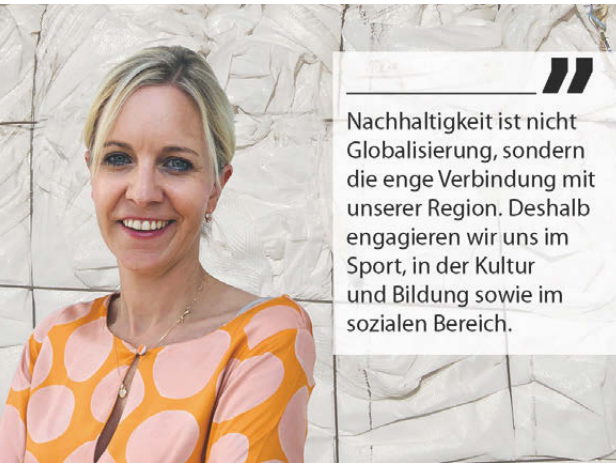 "
Nachhaltigkeit ist nicht
Globalisierung, sondern
die enge Verbindung mit
unserer Region. Deshalb
engagieren wir uns im
Sport, in der Kultur
und Bildung sowie im
sozialen Bereich.